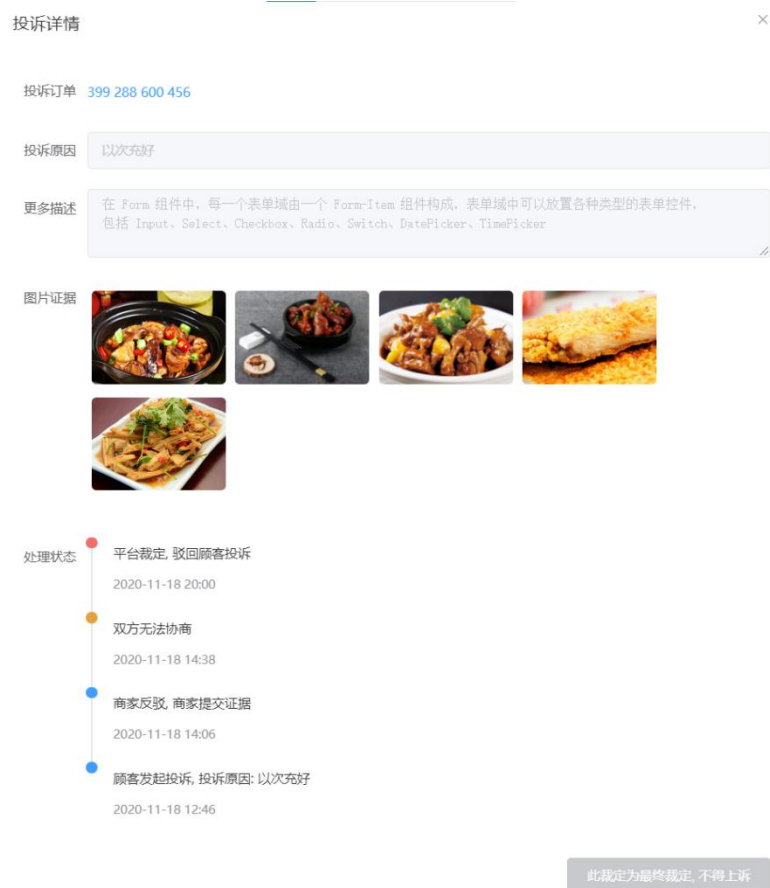 投诉详情
投诉订单 399 288 600 456
投诉原因 以次充好
更多描述 在 Form 组件中，每一个表单域由一个 Form-Item 组件构成，表单域中可以放置各种类型的表单控件，
包括 Input、Select、Checkbox、Radio、Switch、DatePicker、TimePicker
图片证据
处理状态
平台裁定, 驳回顾客投诉
2020-11-18 20:00
双方无法协商
2020-11-18 14:38
商家反驳, 商家提交证据
2020-11-18 14:06
顾客发起投诉, 投诉原因: 以次充好
2020-11-18 12:46
此裁定为最终裁定, 不得上诉